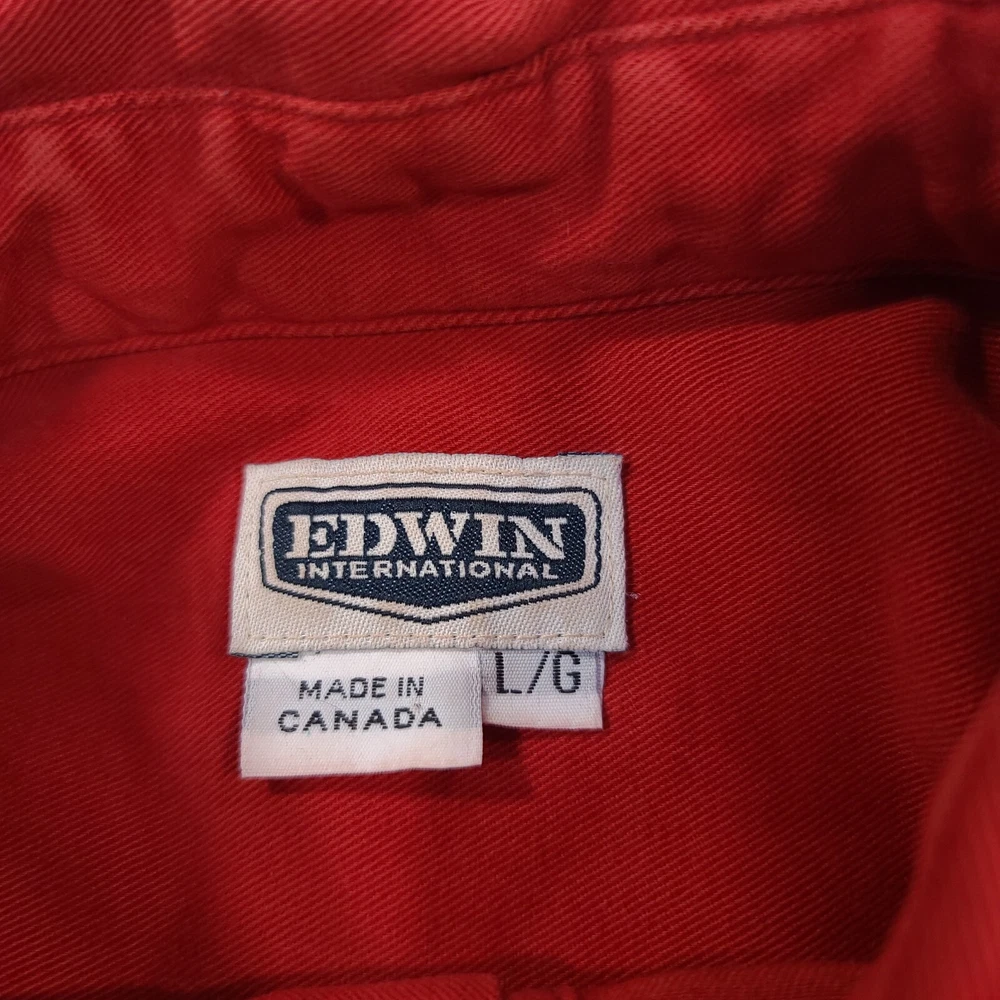 EDWIN
INTERNATIONAL
MADE IN
CANADA
L/G